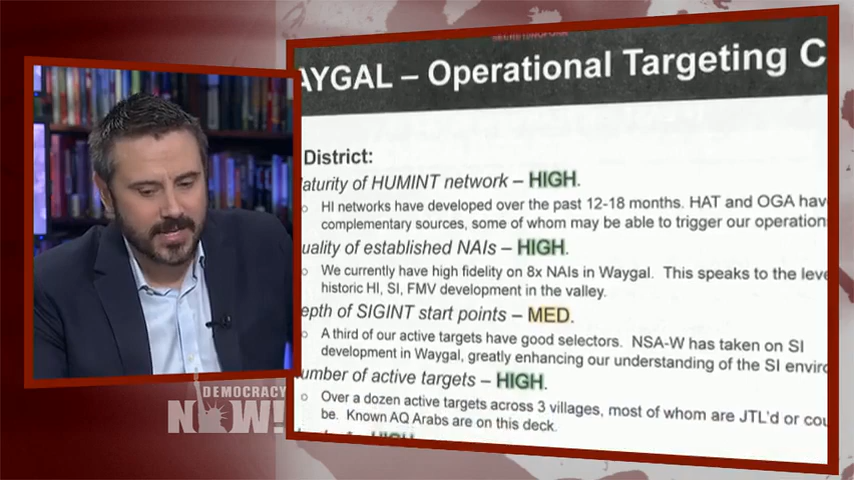 AYGAL – Operational Targeting C
District:
aturity of HUMINT network – HIGH.
HI networks have developed over the past 12-18 months. HAT and OGA hav
complementary sources, some of whom may be able to trigger our operation
uality of established NAIs – HIGH.
We currently have high fidelity on 8x NAIs in Waygal. This speaks to the leve
historic HI, SI, FMV development in the valley.
epth of SIGINT start points – MED.
A third of our active targets have good selectors. NSA-W has taken on SI
development in Waygal, greatly enhancing our understanding of the SI enviro
umber of active targets – HIGH.
Over a dozen active targets across 3 villages, most of whom are JTL'd or cou
be. Known AQ Arabs are on this deck.
DEMOCRACY
NOW!